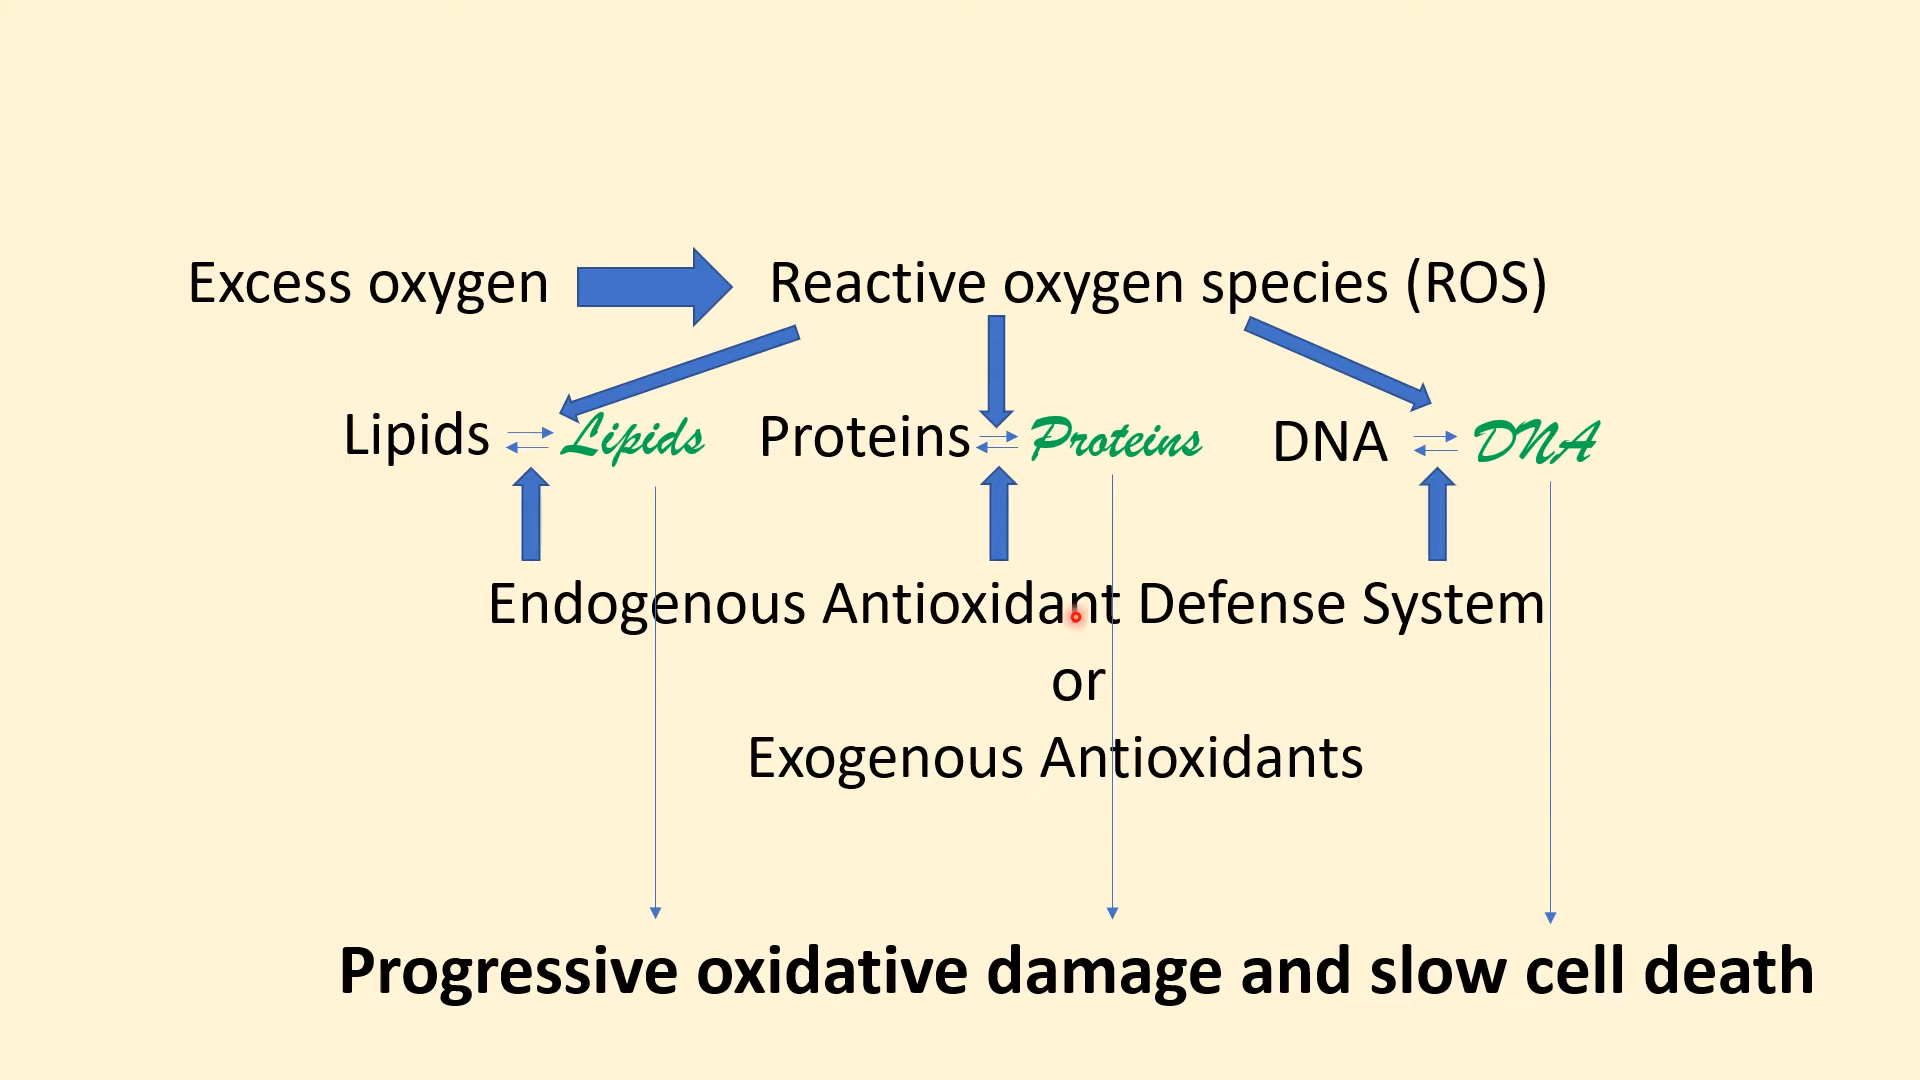 Excess oxygen Reactive oxygen species (ROS)
Lipids Lipids Proteins Proteins DNA DNA
Endogenous Antioxidant Defense System
or
Exogenous Antioxidants
Progressive oxidative damage and slow cell death